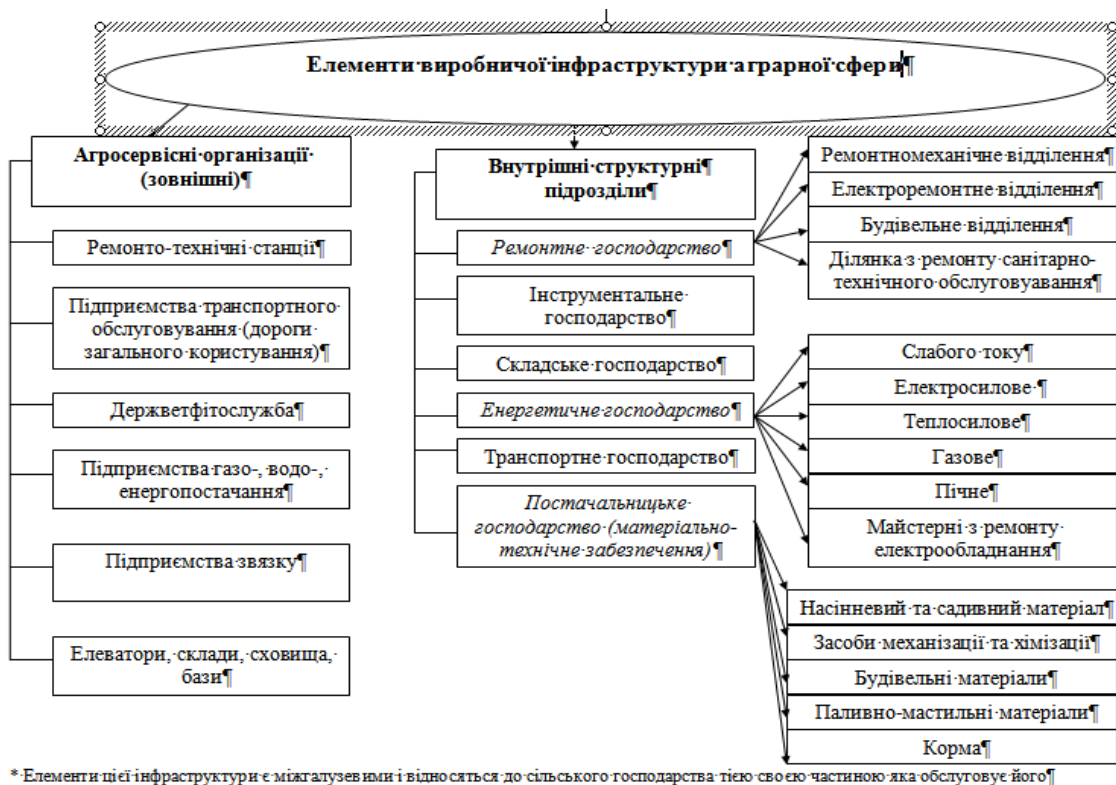 Елементи виробничої інфраструктури аграрної сфери
Агросервісні організації
(зовнішні)
Ремонто-технічні станції
Підприємства транспортного
обслуговування (дороги
загального користування)
Держветфітослужба
Підприємства газо-, водо-,
енергопостачання
Підприємства звязку
Елеватори, склади, сховища,
бази
Внутрішні структурні
підрозділи
Ремонтне господарство
Інструментальне
господарство
Складське господарство
Енергетичне господарство
Транспортне господарство
Постачальницьке
господарство (матеріально-
технічне забезпечення)
Ремонтномеханічне відділення
Електроремонтне відділення
Будівельне відділення
Ділянка з ремонту санітарно-
технічного обслуговуавання
Слабого току
Електросилове
Теплосилове
Газове
Пічне
Майстерні з ремонту
електрообладнання
Насінневий та садивний матеріал
Засоби механізації та хімізації
Будівельні матеріали
Паливно-мастильні матеріали
Корма
* Елементи цієї інфраструктури є міжгалузевими і відносяться до сільського господарства тією своєю частиною яка обслуговує його